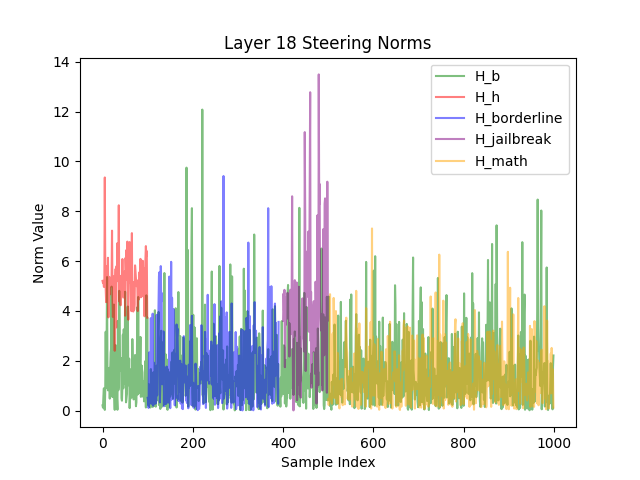 Layer 18 Steering Norms
Norm Value
14
12
10
8
6
4
2
0
H_b
H_h
H_borderline
H_jailbreak
H_math
0
200
400
600
800
1000
Sample Index